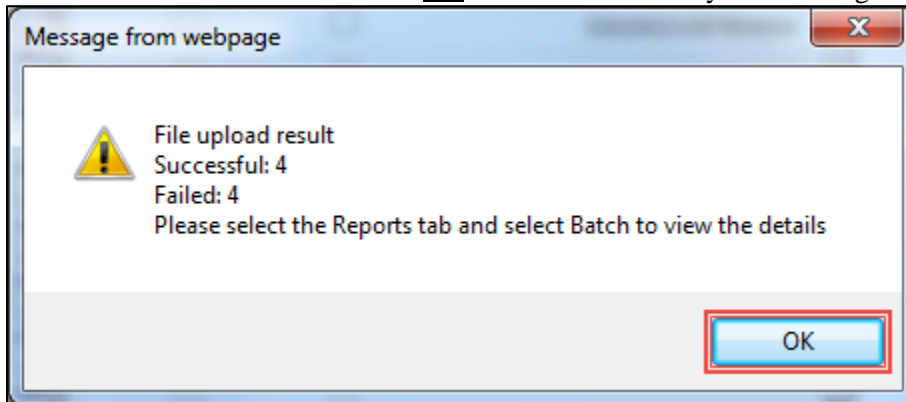 Message from webpage
File upload result
Successful: 4
Failed: 4
Please select the Reports tab and select Batch to view the details
OK